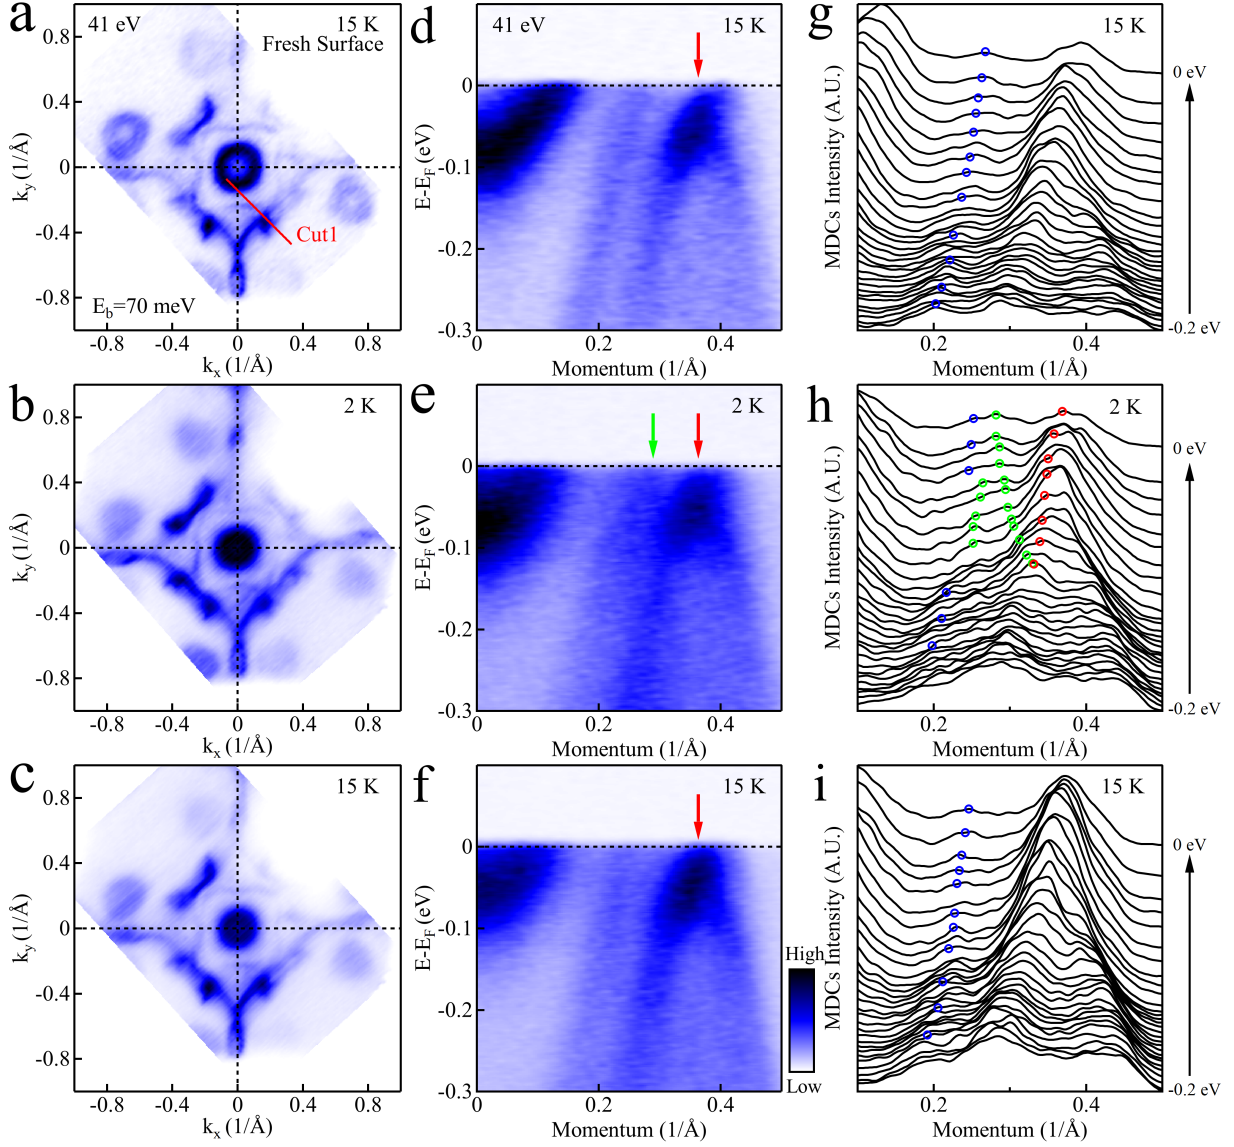 a
41 eV
15 K
Fresh Surface
0.8
0.4
0
-0.4
-0.8
k_y (1/Å)
Cut1
E_b=70 meV
-0.8
-0.4
0
0.4
0.8
k_x (1/Å)
d
41 eV
15 K
0
-0.1
-0.2
-0.3
E-E_F (eV)
0
0.2
0.4
Momentum (1/Å)
g
15 K
0 eV
-0.2 eV
MDCs Intensity (A.U.)
0.2
0.4
Momentum (1/Å)
b
2 K
0.8
0.4
0
-0.4
-0.8
k_y (1/Å)
-0.8
-0.4
0
0.4
0.8
k_x (1/Å)
e
2 K
0
-0.1
-0.2
-0.3
E-E_F (eV)
0
0.2
0.4
Momentum (1/Å)
h
2 K
0 eV
-0.2 eV
MDCs Intensity (A.U.)
0.2
0.4
Momentum (1/Å)
c
15 K
0.8
0.4
0
-0.4
-0.8
k_y (1/Å)
-0.8
-0.4
0
0.4
0.8
k_x (1/Å)
f
15 K
0
-0.1
-0.2
-0.3
E-E_F (eV)
0
0.2
0.4
Momentum (1/Å)
High
Low
i
15 K
0 eV
-0.2 eV
MDCs Intensity (A.U.)
0.2
0.4
Momentum (1/Å)